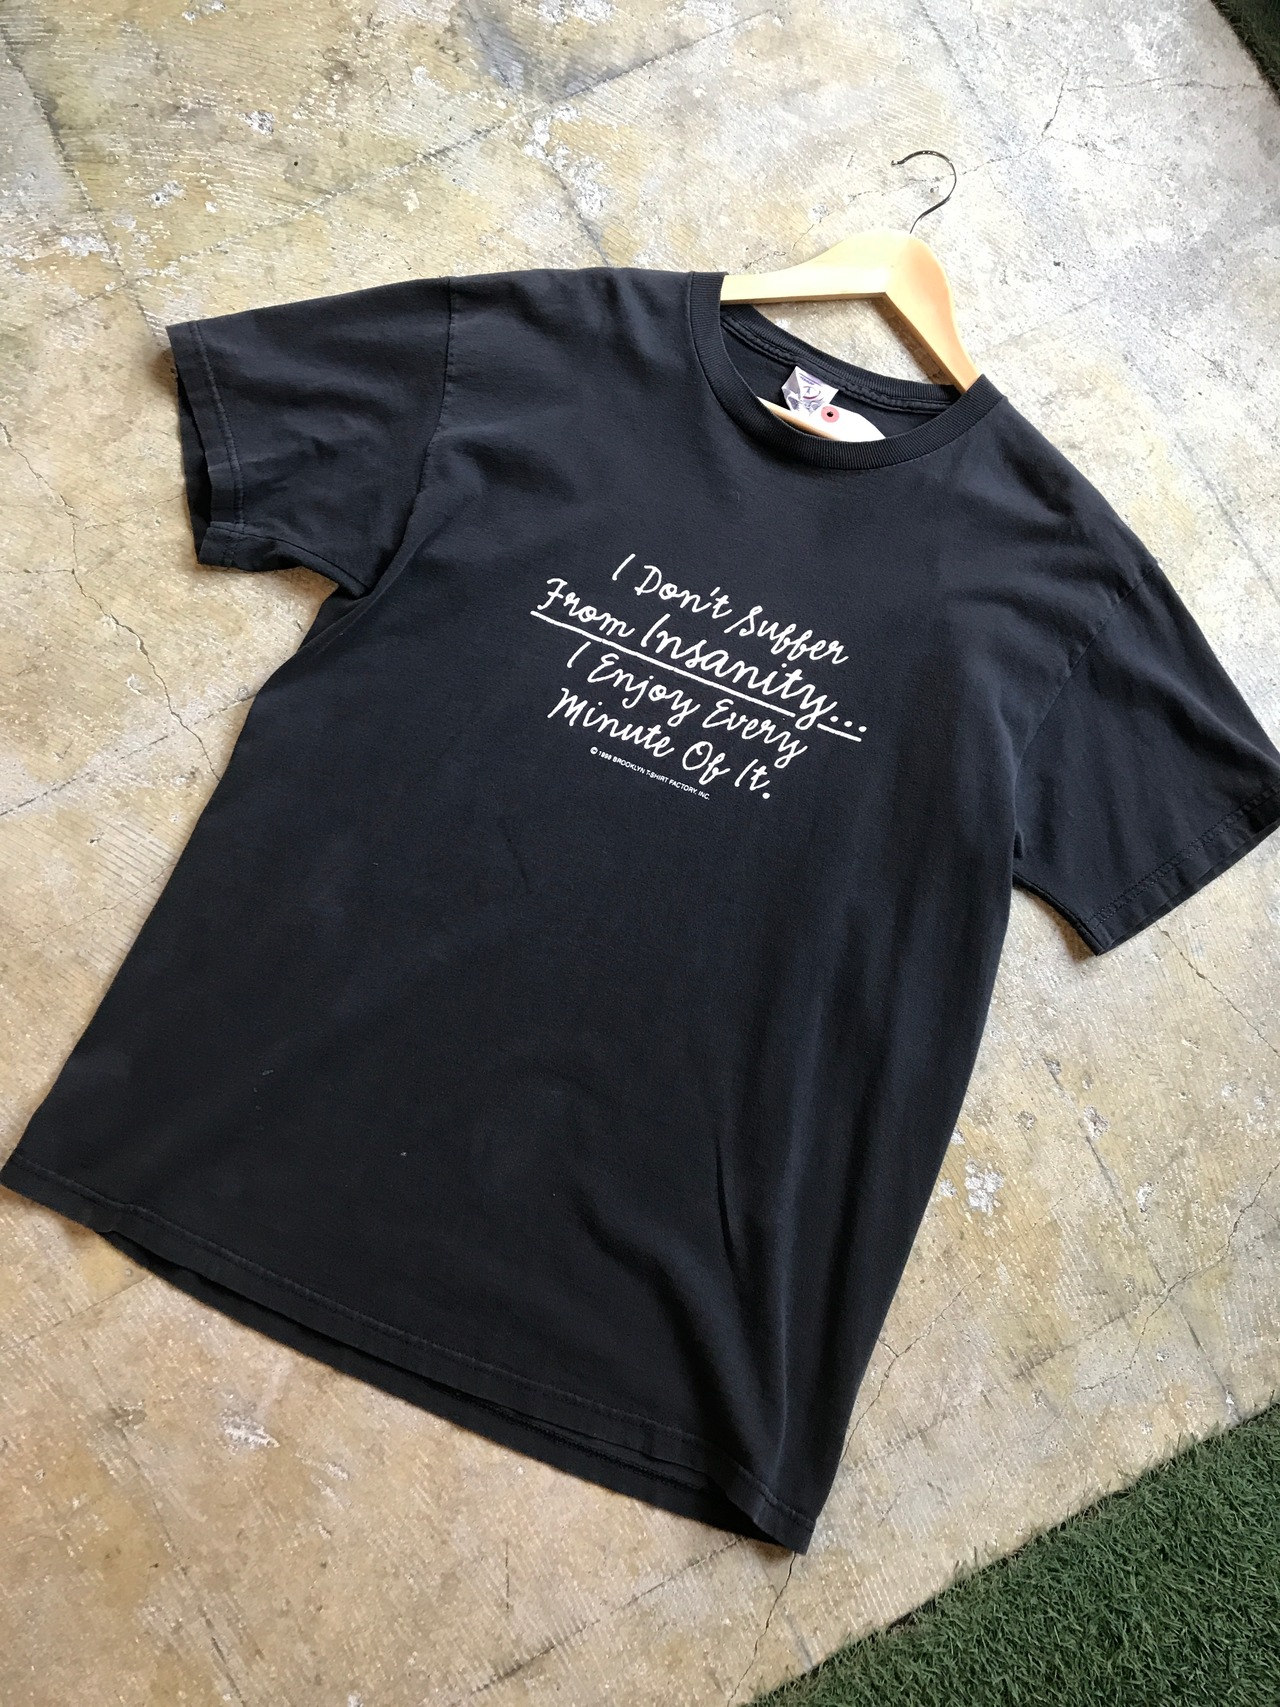 I Don't Suffer
From Insanity...
I Enjoy Every
Minute Of It.
© 1998 BROOKLYN T-SHIRT FACTORY, INC.